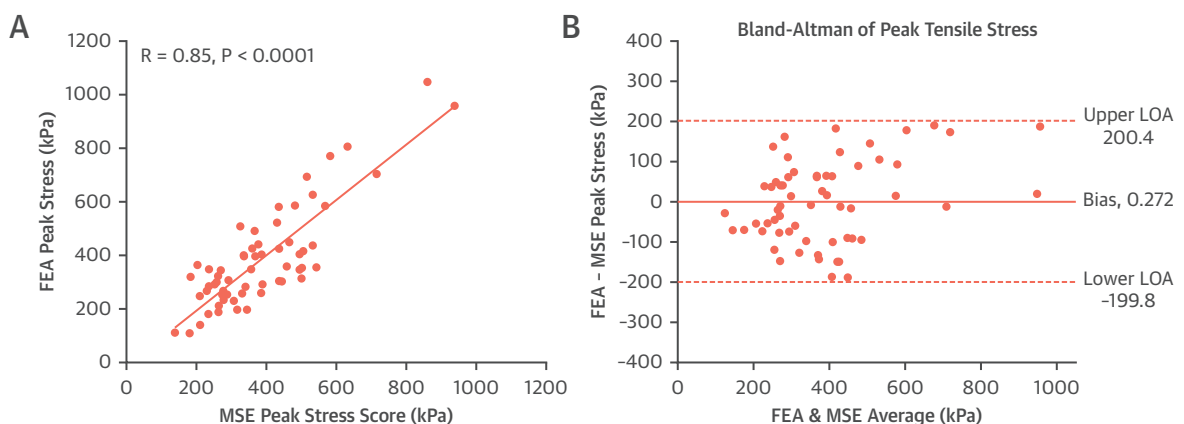 A
R = 0.85, P < 0.0001
FEA Peak Stress (kPa)
1200
1000
800
600
400
200
0
0 200 400 600 800 1000 1200
MSE Peak Stress Score (kPa)
B
Bland-Altman of Peak Tensile Stress
FEA – MSE Peak Stress (kPa)
400
300
200
100
0
-100
-200
-300
-400
0 200 400 600 800 1000
FEA & MSE Average (kPa)
Upper LOA
200.4
Bias, 0.272
Lower LOA
-199.8